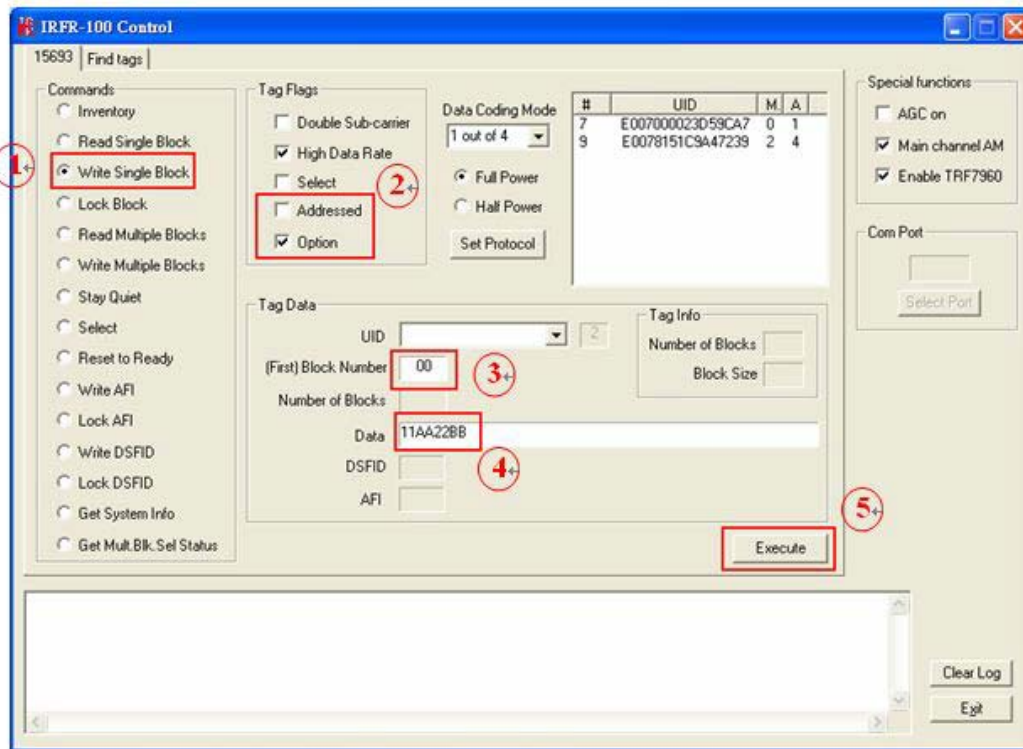 IRFR-100 Control
15693
Find tags
Commands
Inventory
Read Single Block
Write Single Block
Lock Block
Read Multiple Blocks
Write Multiple Blocks
Stay Quiet
Select
Reset to Ready
Write AFI
Lock AFI
Write DSFID
Lock DSFID
Get System Info
Get Mult.Blk.Sel Status
1
Tag Flags
Double Sub-carrier
High Data Rate
Select
Addressed
Option
2
Data Coding Mode
1 out of 4
Full Power
Half Power
Set Protocol
# UID M. A
7 E007000023D59CA7 0 1
9 E0078151C9A47239 2 4
Special functions
AGC on
Main channel AM
Enable TRF7960
Com Port
Select Port
Tag Data
UID
2
(First) Block Number 00
3
Number of Blocks
Data 11AA22BB
4
DSFID
AFI
Tag Info
Number of Blocks
Block Size
5
Execute
Clear Log
Exit